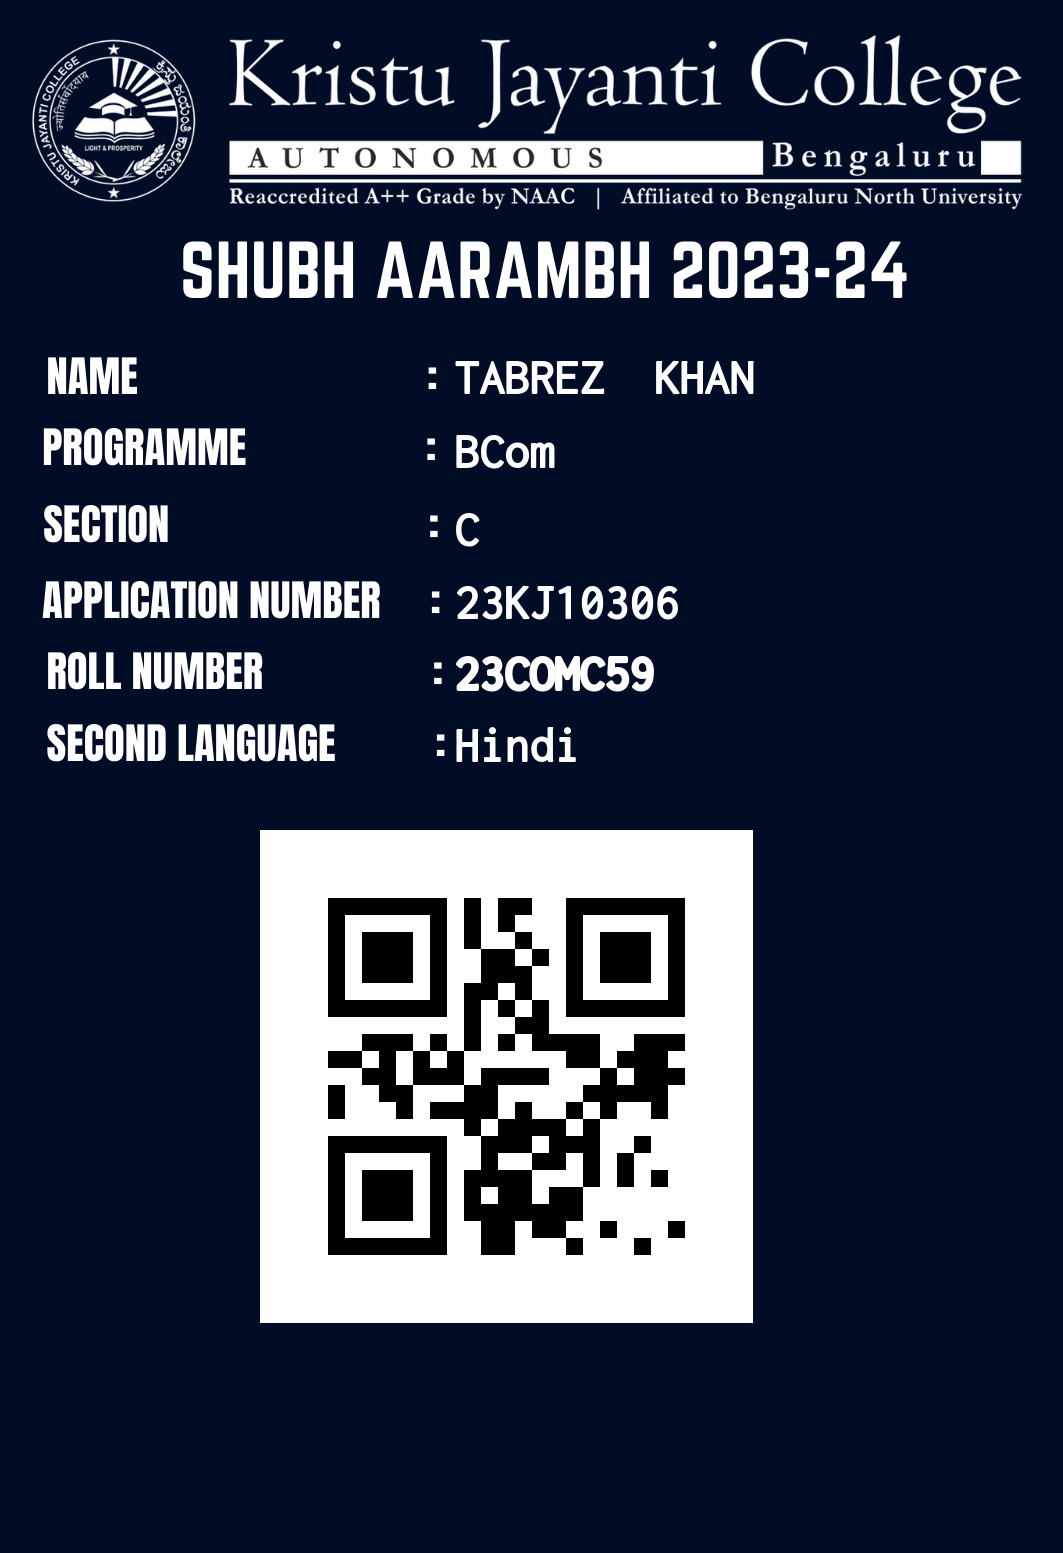 Kristu Jayanti College
AUTONOMOUS Bengaluru
Reaccredited A++ Grade by NAAC | Affiliated to Bengaluru North University
KRISTU JAYANTI COLLEGE
LIGHT & PROSPERITY
SHUBH AARAMBH 2023-24
NAME : TABREZ KHAN
PROGRAMME : BCom
SECTION : C
APPLICATION NUMBER : 23KJ10306
ROLL NUMBER : 23COMC59
SECOND LANGUAGE : Hindi